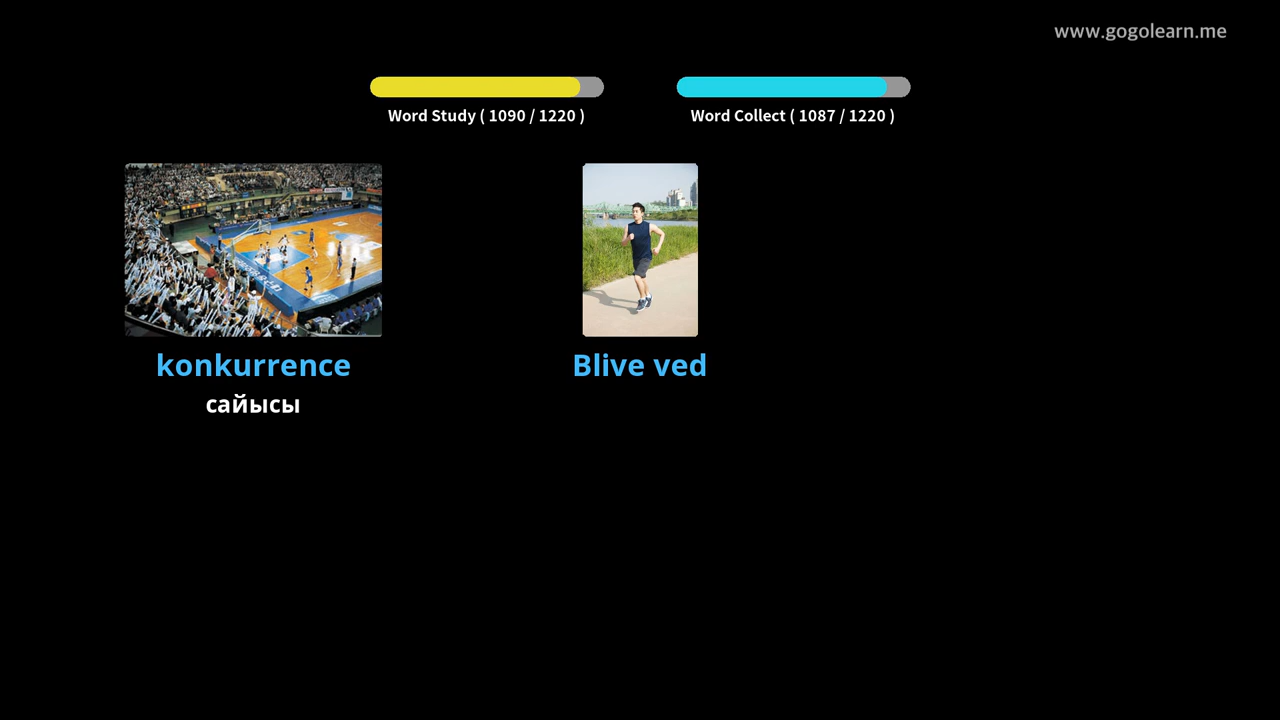 www.gogolearn.me
Word Study ( 1090 / 1220 )
Word Collect ( 1087 / 1220 )
konkurrence
сайысы
Blive ved